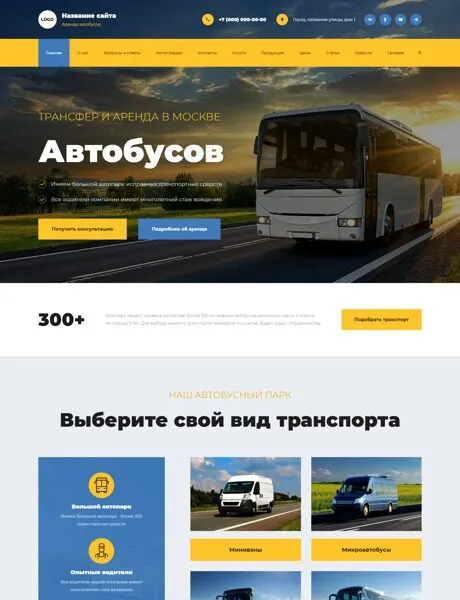 LOGO
Название сайта
Аренда автобусов
+7 (000) 000-00-00
Город, название улицы, дом 1
Главная
О нас
Вопросы и ответы
Регистрация
Контакты
Услуги
Продукция
Цены
Статьи
Новости
Галерея
ТРАНСФЕР И АРЕНДА В МОСКВЕ
Автобусов
Имеем большой автопарк исправных транспортных средств
Все водители компании имеют многолетний стаж вождения
Получить консультацию
Подробнее об аренде
300+
Автопарк нашего сервиса составляет более 300 исправных автобусов различных марок и класса
не старше 5 лет. Для выбора нужного транспорта перейдите по ссылке. Будем рады сотрудничеству.
Подобрать транспорт
НАШ АВТОБУСНЫЙ ПАРК
Выберите свой вид транспорта
Большой автопарк
Имеем большой автопарк - более 300
транспортных средств
Минивэны
Микроавтобусы
Опытные водители
Все водители нашей компании имеют
многолетний стаж вождения